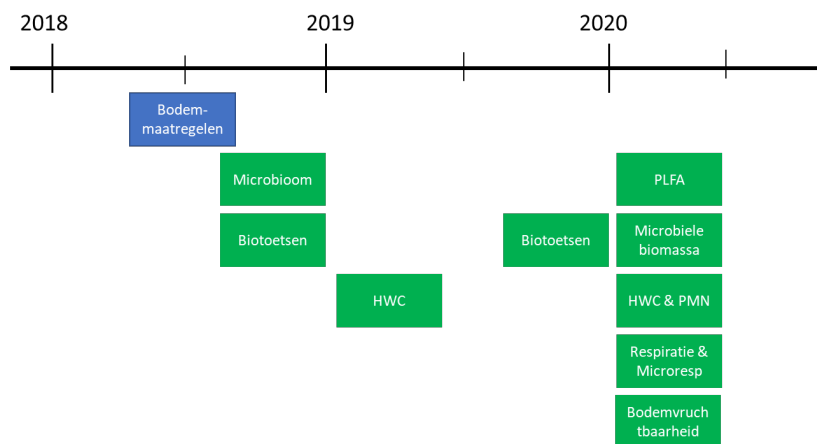 2018
2019
2020
Bodem-
maatregelen
Microbioom
PLFA
Biotoetsen
Biotoetsen
Microbiele
biomassa
HWC
HWC & PMN
Respiratie &
Microresp
Bodemvruch
tbaarheid